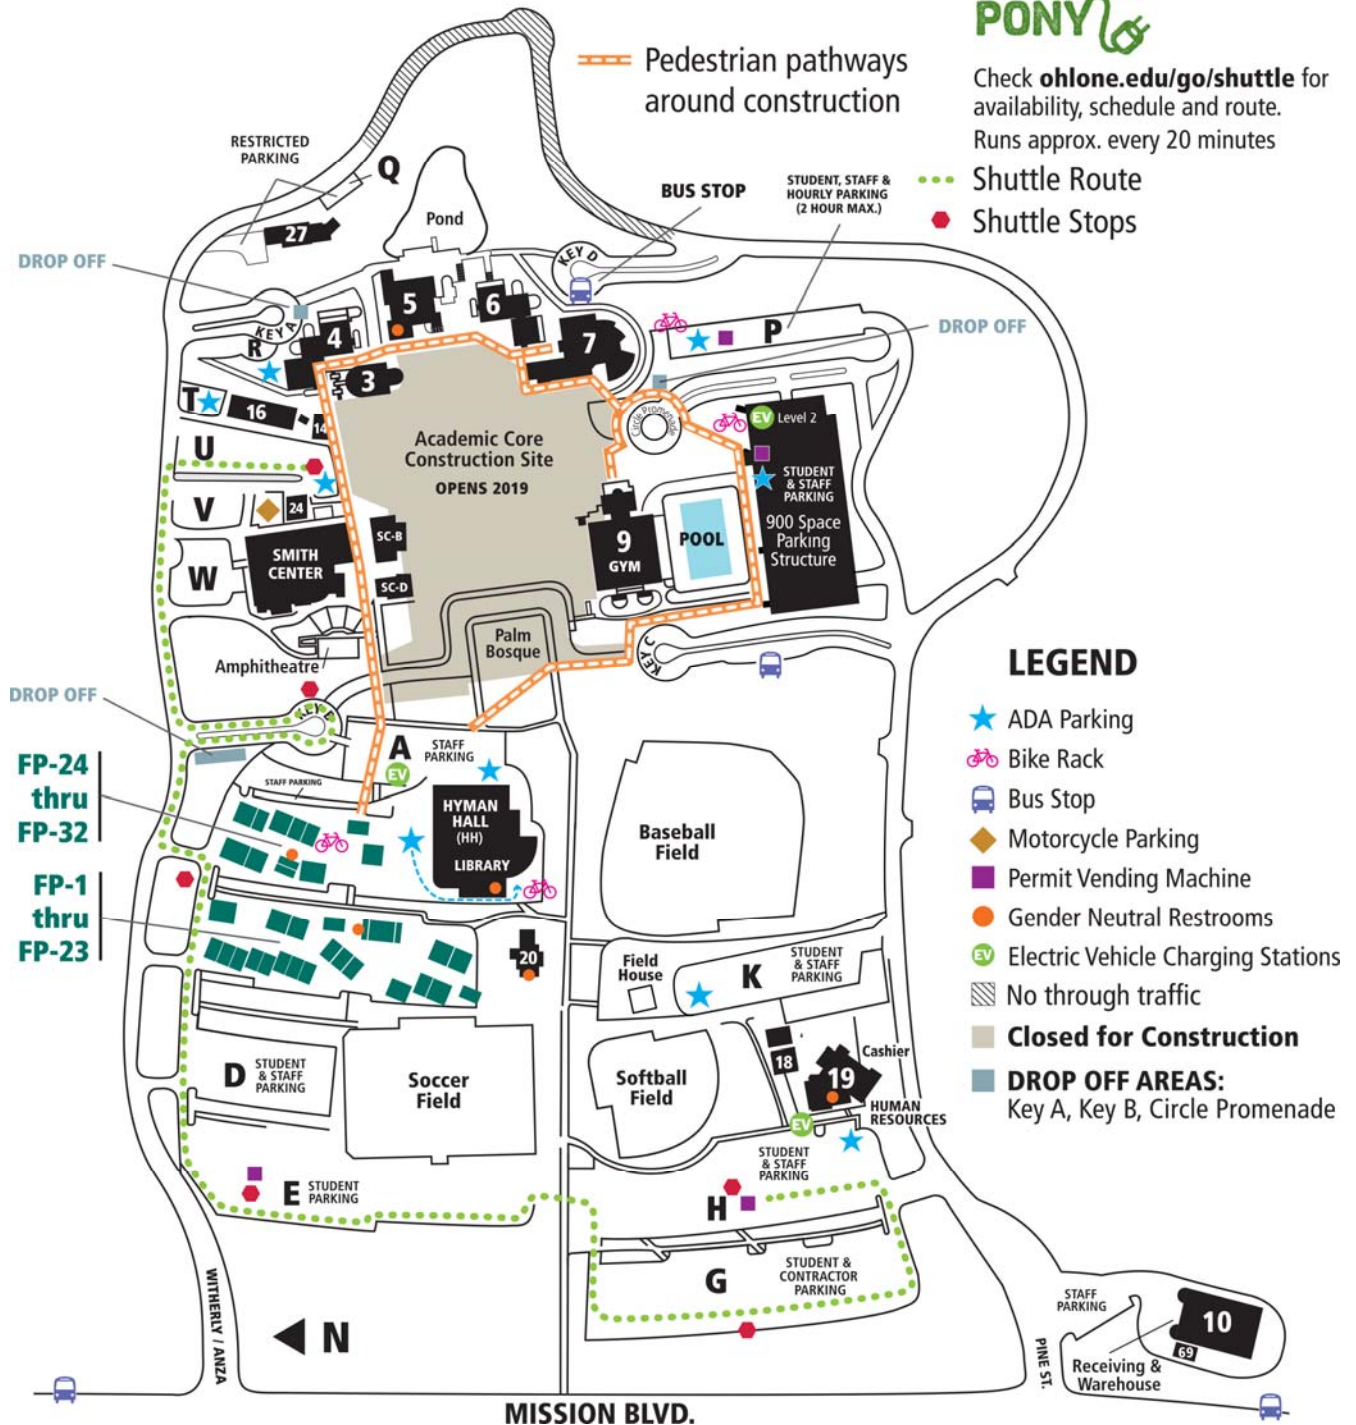 PONY
Check ohlone.edu/go/shuttle for
availability, schedule and route.
Runs approx. every 20 minutes
Shuttle Route
Shuttle Stops
Pedestrian pathways
around construction
RESTRICTED
PARKING
Q
Pond
BUS STOP
STUDENT, STAFF &
HOURLY PARKING
(2 HOUR MAX.)
27
DROP OFF
KEY D
KEY A
5
6
4
7
P
DROP OFF
R
3
T
16
14
Circle Promenade
EV Level 2
U
Academic Core
Construction Site
OPENS 2019
STUDENT
& STAFF
PARKING
V
24
SC-B
9
GYM
POOL
900 Space
Parking
Structure
SMITH
CENTER
W
SC-D
Palm
Bosque
KEY C
Amphitheatre
DROP OFF
KEY B
A
STAFF
PARKING
EV
FP-24
thru
FP-32
STAFF PARKING
HYMAN
HALL
(HH)
LIBRARY
Baseball
Field
FP-1
thru
FP-23
20
Field
House
K
STUDENT
& STAFF
PARKING
D
STUDENT
& STAFF
PARKING
Soccer
Field
Softball
Field
18
19
Cashier
HUMAN
RESOURCES
EV
STUDENT
& STAFF
PARKING
E
STUDENT
PARKING
H
G
STUDENT &
CONTRACTOR
PARKING
WITHERLY / ANZA
N
STAFF
PARKING
10
69
PINE ST.
Receiving &
Warehouse
MISSION BLVD.
LEGEND
ADA Parking
Bike Rack
Bus Stop
Motorcycle Parking
Permit Vending Machine
Gender Neutral Restrooms
EV Electric Vehicle Charging Stations
No through traffic
Closed for Construction
DROP OFF AREAS:
Key A, Key B, Circle Promenade